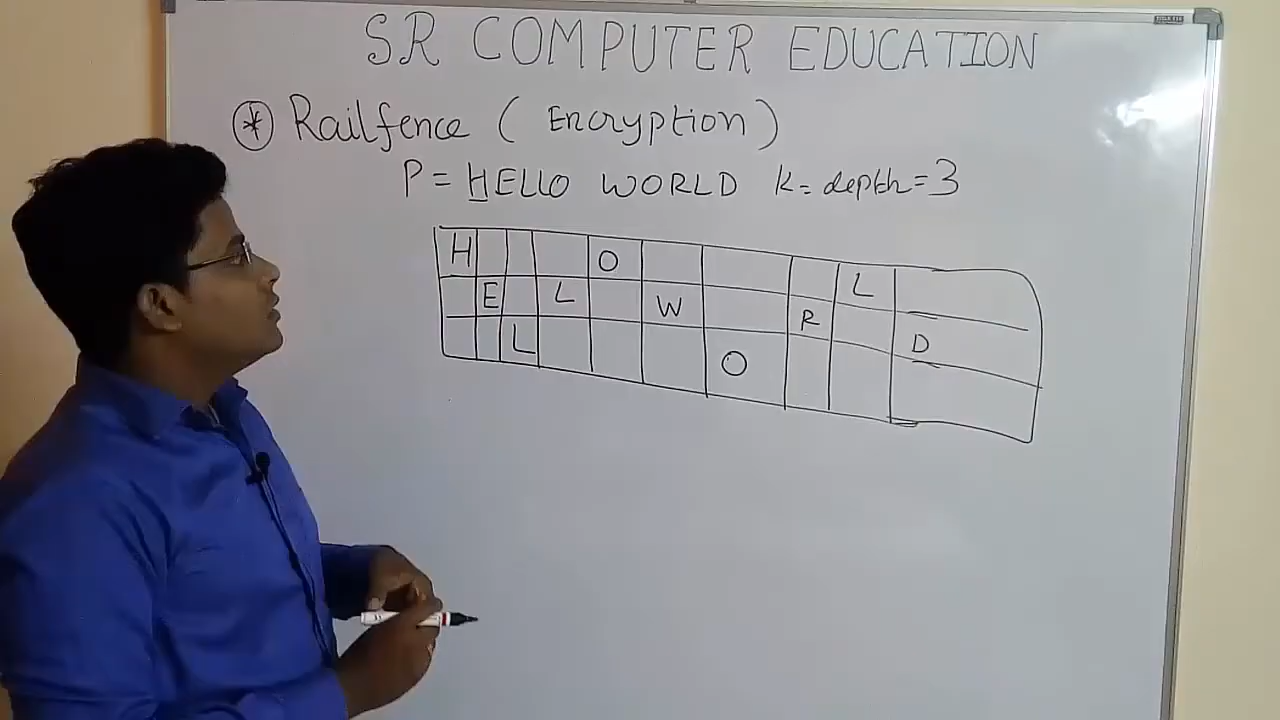 SR COMPUTER EDUCATION
* Railfence ( Encryption )
P = HELLO WORLD K = depth = 3
H O L
E L W R D
L O